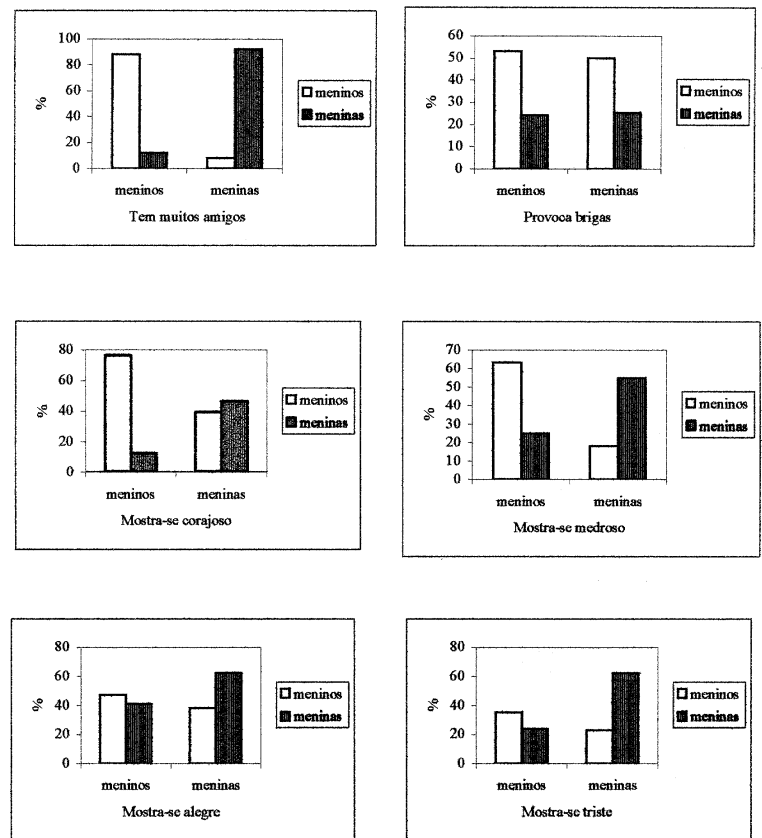 100
80
60
40
20
0
%
meninos
meninas
meninos meninas
Tem muitos amigos
60
50
40
30
20
10
0
%
meninos
meninas
meninos meninas
Provoca brigas
80
60
40
20
0
%
meninos
meninas
meninos meninas
Mostra-se corajoso
70
60
50
40
30
20
10
0
%
meninos
meninas
meninos meninas
Mostra-se medroso
80
60
40
20
0
%
meninos
meninas
meninos meninas
Mostra-se alegre
80
60
40
20
0
%
meninos
meninas
meninos meninas
Mostra-se triste